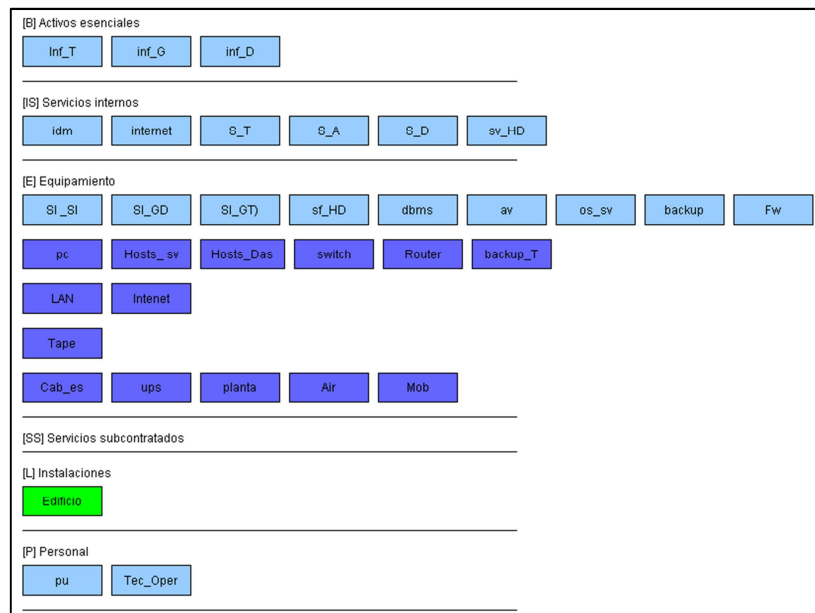 [B] Activos esenciales
Inf_T inf_G inf_D
[IS] Servicios internos
idm internet S_T S_A S_D sv_HD
[E] Equipamiento
SI _SI SI_GD SI_GT) sf_HD dbms av os_sv backup Fw
pc Hosts_ sv Hosts_Das switch Router backup_T
LAN Intenet
Tape
Cab_es ups planta Air Mob
[SS] Servicios subcontratados
[L] Instalaciones
Edificio
[P] Personal
pu Tec_Oper